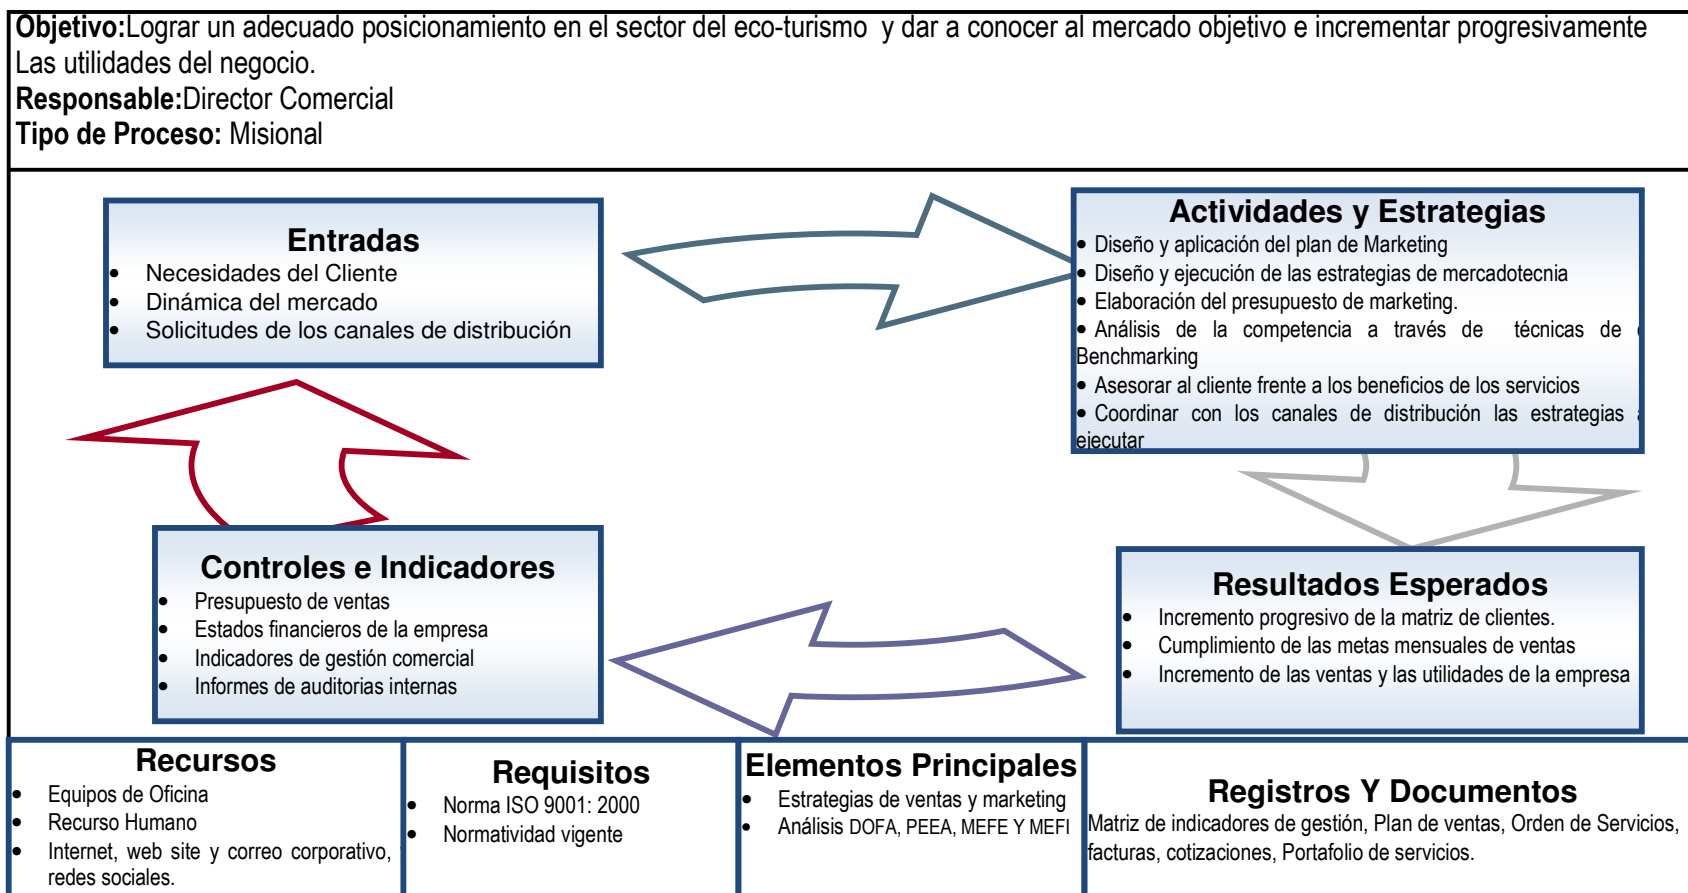 Objetivo:Lograr un adecuado posicionamiento en el sector del eco-turismo y dar a conocer al mercado objetivo e incrementar progresivamente
Las utilidades del negocio.
Responsable:Director Comercial
Tipo de Proceso: Misional
Entradas
• Necesidades del Cliente
• Dinámica del mercado
• Solicitudes de los canales de distribución
Actividades y Estrategias
• Diseño y aplicación del plan de Marketing
• Diseño y ejecución de las estrategias de mercadotecnia
• Elaboración del presupuesto de marketing.
• Análisis de la competencia a través de técnicas de
Benchmarking
• Asesorar al cliente frente a los beneficios de los servicios
• Coordinar con los canales de distribución las estrategias a
ejecutar
Controles e Indicadores
• Presupuesto de ventas
• Estados financieros de la empresa
• Indicadores de gestión comercial
• Informes de auditorias internas
Resultados Esperados
• Incremento progresivo de la matriz de clientes.
• Cumplimiento de las metas mensuales de ventas
• Incremento de las ventas y las utilidades de la empresa
Recursos
• Equipos de Oficina
• Recurso Humano
• Internet, web site y correo corporativo,
redes sociales.
Requisitos
• Norma ISO 9001: 2000
• Normatividad vigente
Elementos Principales
• Estrategias de ventas y marketing
• Análisis DOFA, PEEA, MEFE Y MEFI
Registros Y Documentos
Matriz de indicadores de gestión, Plan de ventas, Orden de Servicios,
facturas, cotizaciones, Portafolio de servicios.